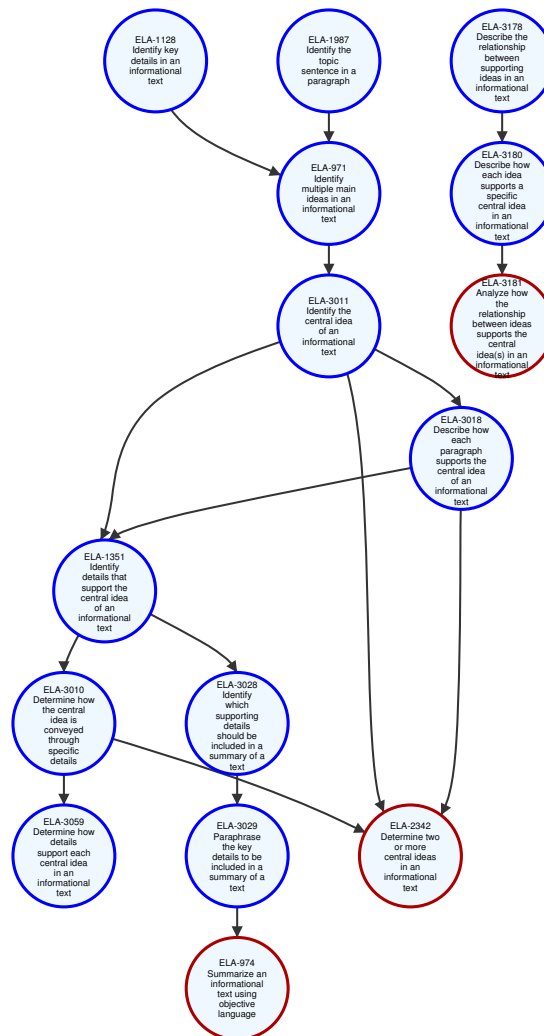 ELA-1128
Identify key
details in an
informational
text
ELA-1987
Identify the
topic
sentence in a
paragraph
ELA-3178
Describe the
relationship
between
supporting
ideas in an
informational
text
ELA-971
Identify
multiple main
ideas in an
informational
text
ELA-3180
Describe how
each idea
supports a
specific
central idea
in an
informational
text
ELA-3011
Identify the
central idea
of an
informational
text
ELA-3181
Analyze how
the
relationship
between ideas
supports the
central
idea(s) in an
informational
text
ELA-3018
Describe how
each
paragraph
supports the
central idea
of an
informational
text
ELA-1351
Identify
details that
support the
central idea
of an
informational
text
ELA-3010
Determine how
the central
idea is
conveyed
through
specific
details
ELA-3028
Identify
which
supporting
details
should be
included in a
summary of a
text
ELA-3059
Determine how
details
support each
central idea
in an
informational
text
ELA-3029
Paraphrase
the key
details to be
included in a
summary of a
text
ELA-2342
Determine two
or more
central ideas
in an
informational
text
ELA-974
Summarize an
informational
text using
objective
language